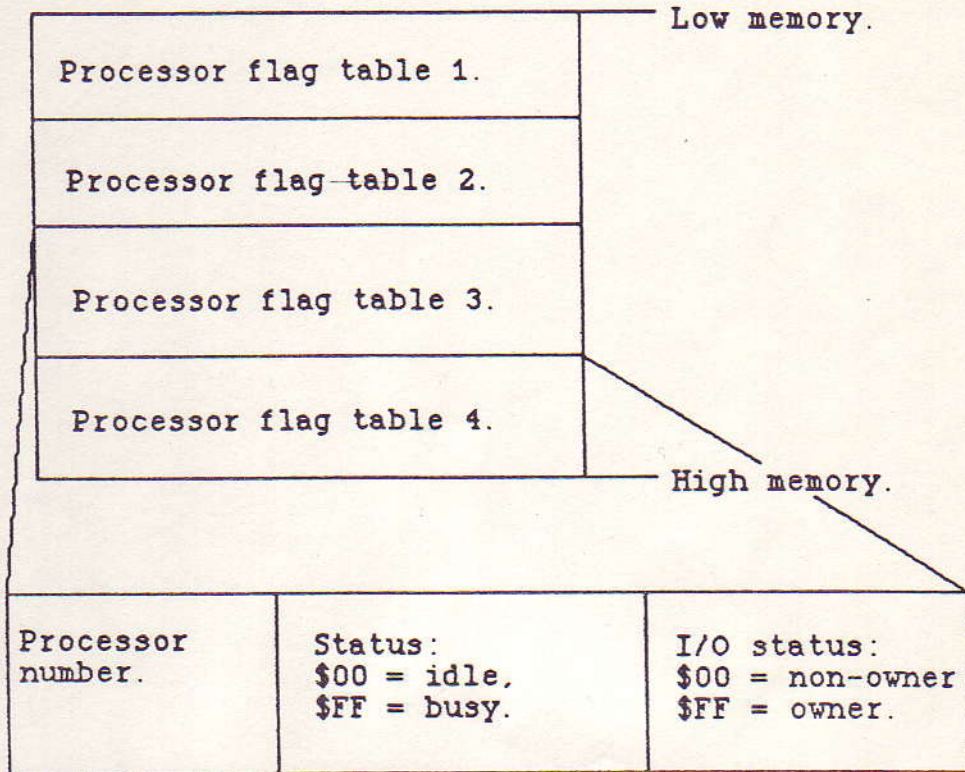 Low memory.
Processor flag table 1.
Processor flag table 2.
Processor flag table 3.
Processor flag table 4.
High memory.
Processor
number.
Status:
$00 = idle,
$FF = busy.
I/O status:
$00 = non-owner
$FF = owner.